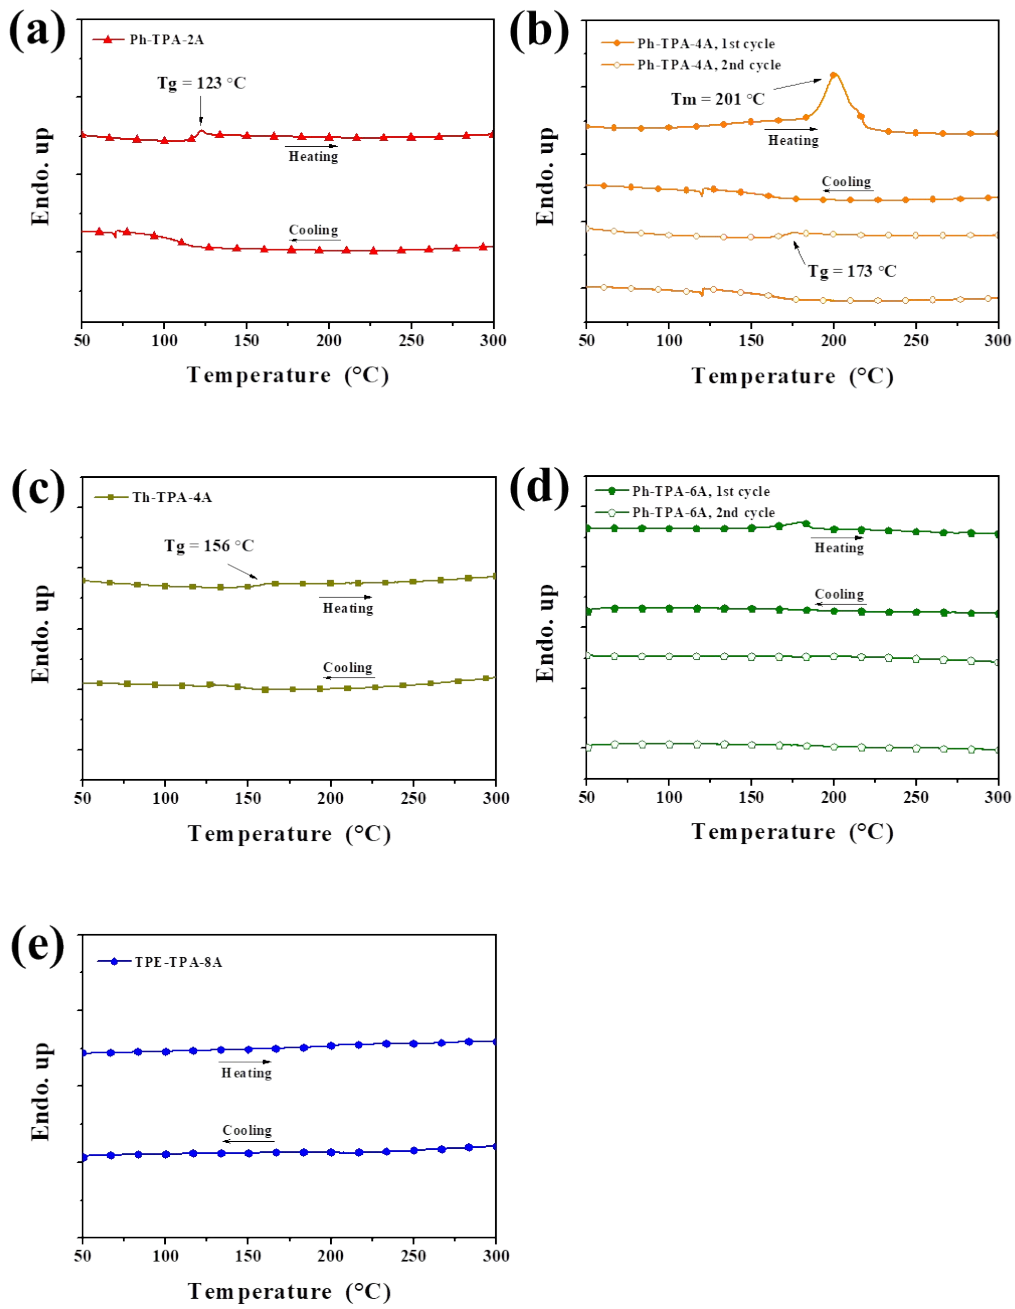 (a)
Ph-TPA-2A
Tg = 123 °C
Heating
Cooling
Endo. up
50 100 150 200 250 300
Temperature (°C)
(b)
Ph-TPA-4A, 1st cycle
Ph-TPA-4A, 2nd cycle
Tm = 201 °C
Heating
Cooling
Tg = 173 °C
Endo. up
50 100 150 200 250 300
Temperature (°C)
(c)
Th-TPA-4A
Tg = 156 °C
Heating
Cooling
Endo. up
50 100 150 200 250 300
Temperature (°C)
(d)
Ph-TPA-6A, 1st cycle
Ph-TPA-6A, 2nd cycle
Heating
Cooling
Endo. up
50 100 150 200 250 300
Temperature (°C)
(e)
TPE-TPA-8A
Heating
Cooling
Endo. up
50 100 150 200 250 300
Temperature (°C)